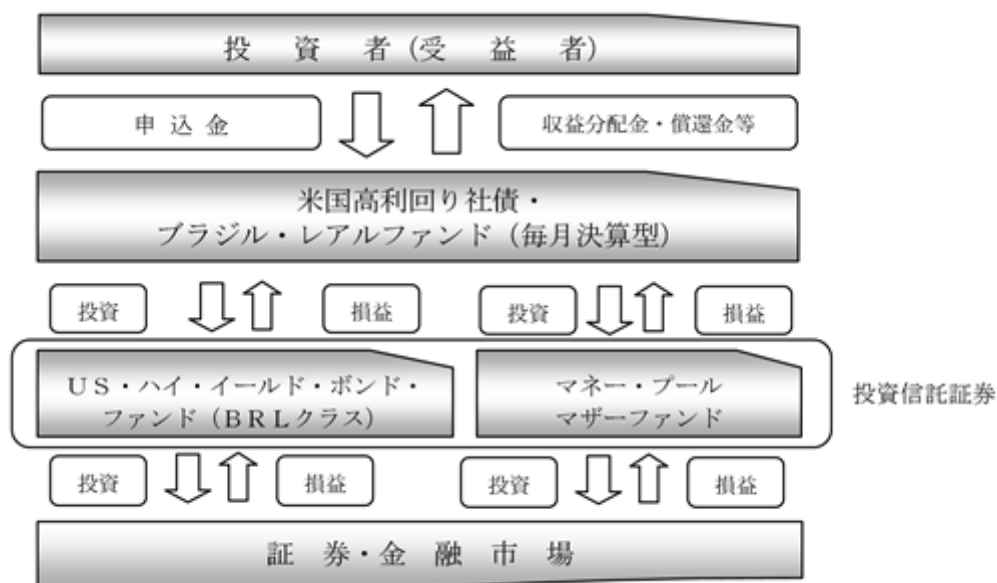 投資者(受益者)
申込金
収益分配金・償還金等
米国高利回り社債・
ブラジル・レアルファンド(毎月決算型)
投資
損益
投資
損益
US・ハイ・イールド・ボンド・
ファンド(BRLクラス)
マネー・プール
マザーファンド
投資信託証券
投資
損益
投資
損益
証券・金融市場